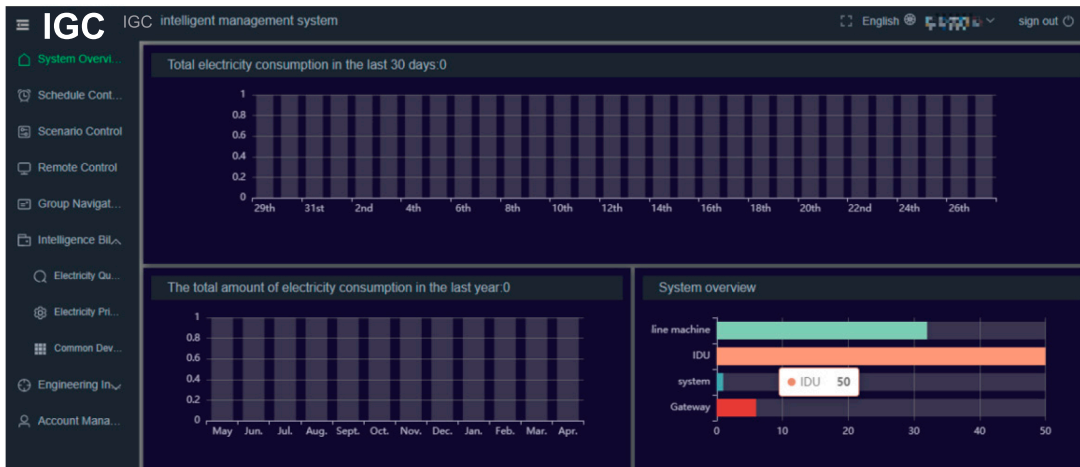 IGC IGC intelligent management system English sign out
System Overvi...
Schedule Cont...
Scenario Control
Remote Control
Group Navigat...
Intelligence Bil...
Electricity Qu...
Electricity Pri...
Common Dev...
Engineering In...
Account Mana...
Total electricity consumption in the last 30 days:0
1
0.8
0.6
0.4
0.2
0
29th 31st 2nd 4th 6th 8th 10th 12th 14th 16th 18th 20th 22nd 24th 26th
The total amount of electricity consumption in the last year:0
1
0.8
0.6
0.4
0.2
0
May Jun. Jul. Aug. Sept. Oct. Nov. Dec. Jan. Feb. Mar. Apr.
System overview
line machine
IDU
system
IDU 50
Gateway
0 10 20 30 40 50